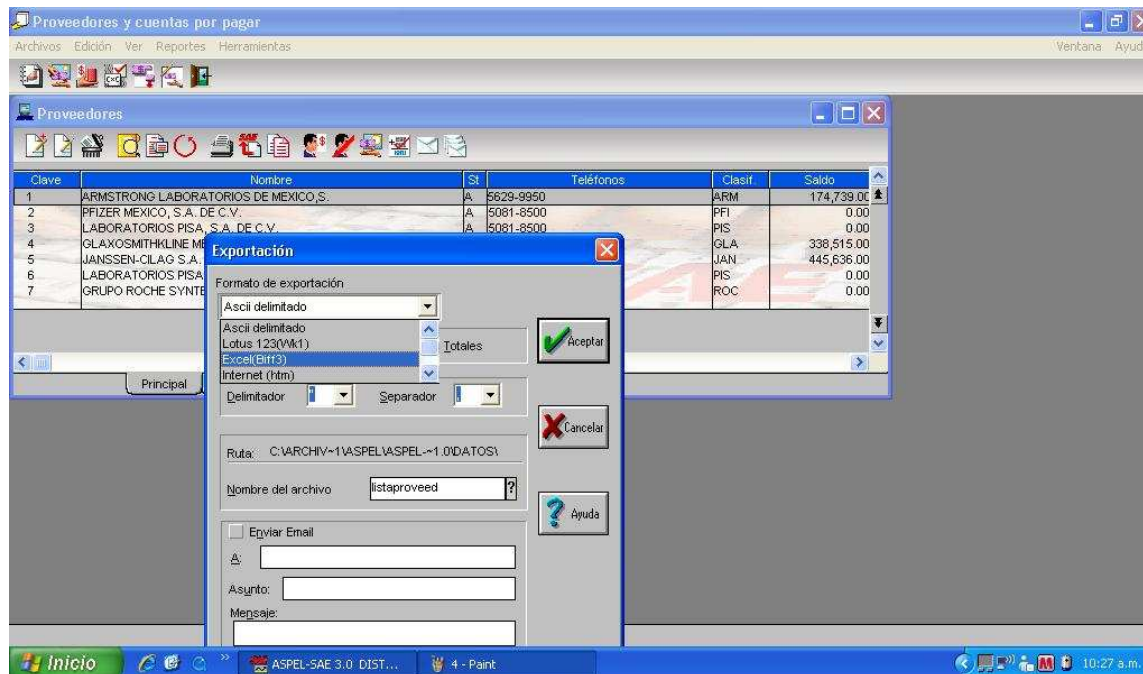 Proveedores y cuentas por pagar
Archivos Edición Ver Reportes Herramientas Ventana Ayud
Proveedores
Clave Nombre St Teléfonos Clasif. Saldo
1 ARMSTRONG LABORATORIOS DE MEXICO,S. A 5629-9950 ARM 174,739.00
2 PFIZER MEXICO, S.A. DE C.V. A 5081-8500 PFI 0.00
3 LABORATORIOS PISA, S.A. DE C.V. A 5081-8500 PIS 0.00
4 GLAXOSMITHKLINE ME GLA 338,515.00
5 JANSSEN-CILAG S.A. JAN 445,636.00
6 LABORATORIOS PISA PIS 0.00
7 GRUPO ROCHE SYNTE ROC 0.00
Principal
Exportación
Formato de exportación
Ascii delimitado
Ascii delimitado
Lotus 123(Wk1)
Excel(Biff3)
Internet (htm)
Totales
Delimitador " Separador ,
Ruta: C:\ARCHIV~1\ASPEL\ASPEL-~1.0\DATOS\
Nombre del archivo listaproveed ?
Enviar Email
A:
Asunto:
Mensaje:
Aceptar
Cancelar
Ayuda
Inicio ASPEL-SAE 3.0 DIST... 4 - Paint 10:27 a.m.